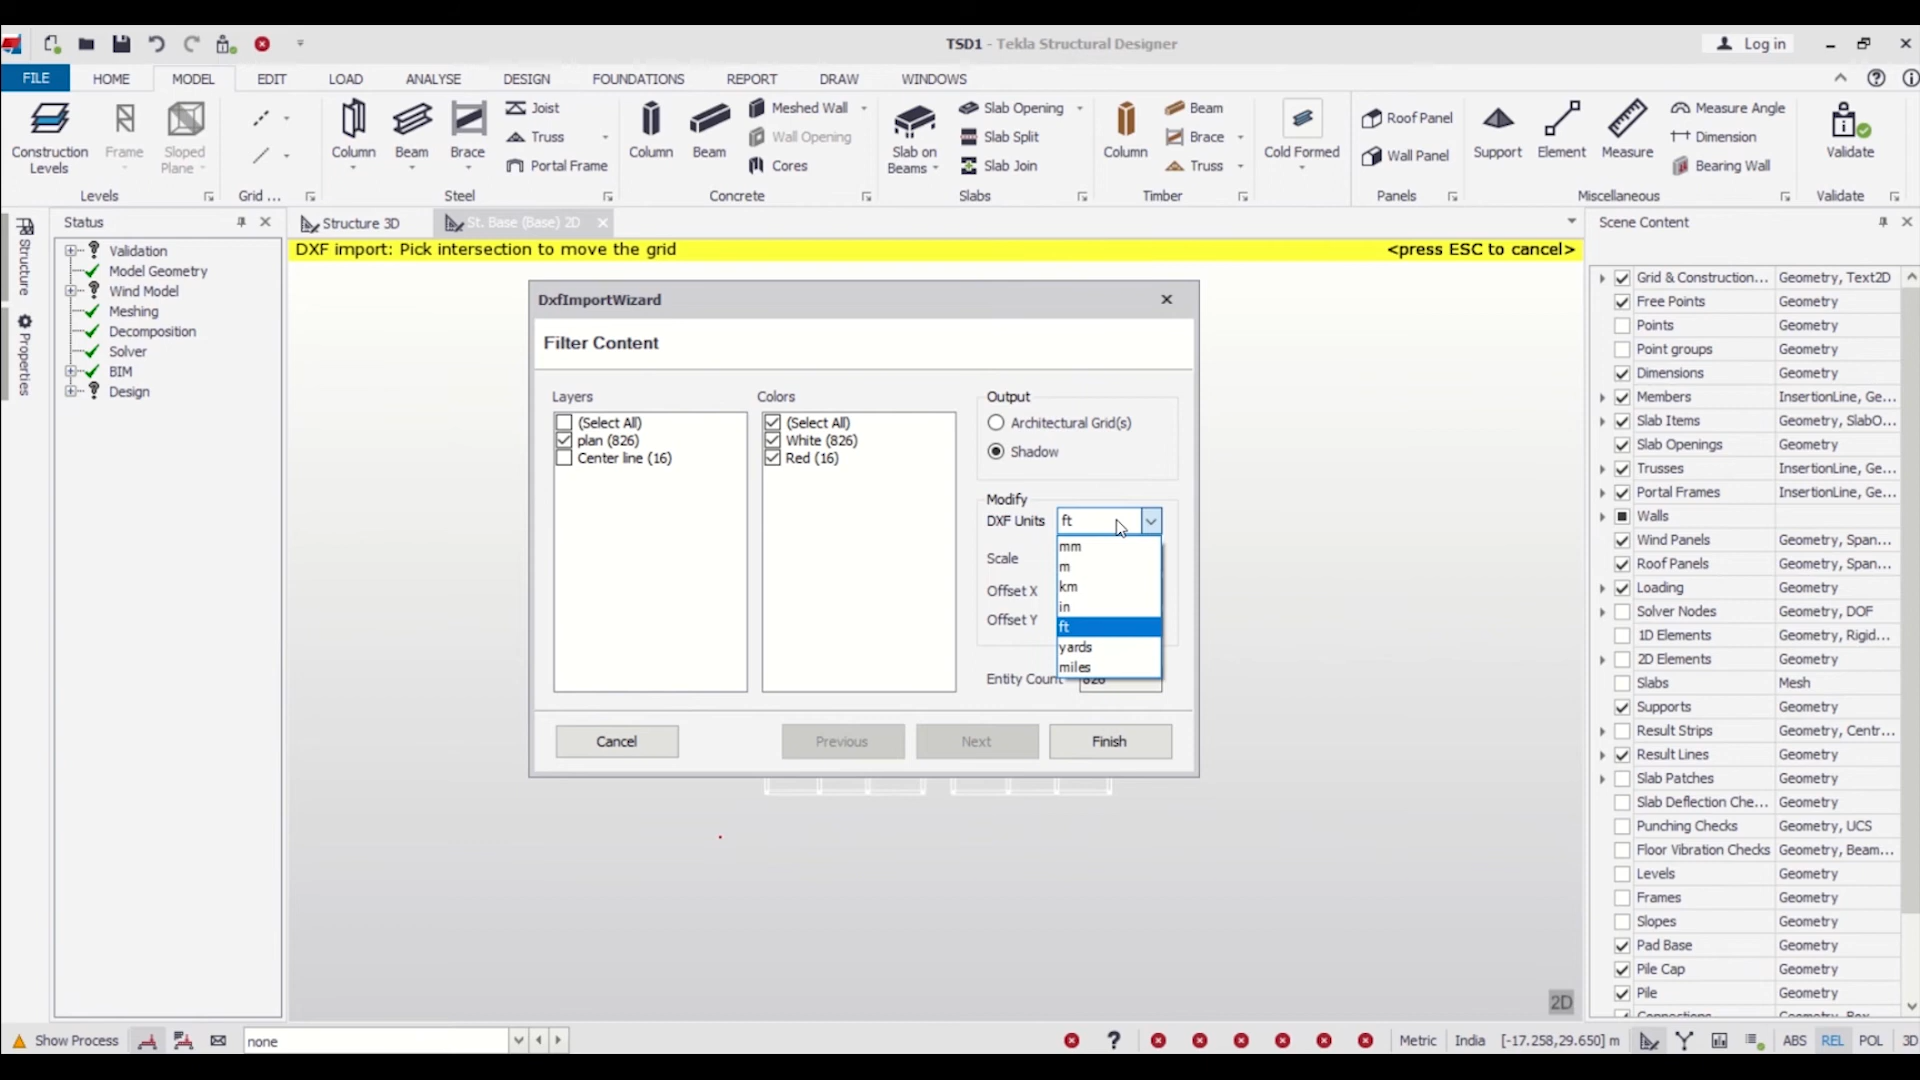 TSD1 - Tekla Structural Designer
Log in
FILE HOME MODEL EDIT LOAD ANALYSE DESIGN FOUNDATIONS REPORT DRAW WINDOWS
Construction Levels
Frame
Sloped Plane
Levels
Grid ...
Column
Beam
Brace
Joist
Truss
Portal Frame
Steel
Column
Beam
Meshed Wall
Wall Opening
Cores
Concrete
Slab on Beams
Slab Opening
Slab Split
Slab Join
Slabs
Column
Beam
Brace
Truss
Timber
Cold Formed
Roof Panel
Wall Panel
Panels
Support
Element
Measure
Measure Angle
Dimension
Bearing Wall
Miscellaneous
Validate
Validate
Structure
Properties
Status
Validation
Model Geometry
Wind Model
Meshing
Decomposition
Solver
BIM
Design
Structure 3D
St. Base (Base) 2D
DXF import: Pick intersection to move the grid
<press ESC to cancel>
DxfImportWizard
Filter Content
Layers
(Select All)
plan (826)
Center line (16)
Colors
(Select All)
White (826)
Red (16)
Output
Architectural Grid(s)
Shadow
Modify
DXF Units ft
mm
m
km
in
ft
yards
miles
Scale
Offset X
Offset Y
Entity Count 826
Cancel
Previous
Next
Finish
2D
Scene Content
Grid & Construction... Geometry, Text2D
Free Points Geometry
Points Geometry
Point groups Geometry
Dimensions Geometry
Members InsertionLine, Ge...
Slab Items Geometry, SlabO...
Slab Openings Geometry
Trusses InsertionLine, Ge...
Portal Frames InsertionLine, Ge...
Walls
Wind Panels Geometry, Span...
Roof Panels Geometry, Span...
Loading Geometry
Solver Nodes Geometry, DOF
1D Elements Geometry, Rigid...
2D Elements Geometry
Slabs Mesh
Supports Geometry
Result Strips Geometry, Centr...
Result Lines Geometry
Slab Patches Geometry
Slab Deflection Che... Geometry
Punching Checks Geometry, UCS
Floor Vibration Checks Geometry, Beam...
Levels Geometry
Frames Geometry
Slopes Geometry
Pad Base Geometry
Pile Cap Geometry
Pile Geometry
Show Process
none
Metric
India
[-17.258,29.650] m
ABS
REL
POL
3D